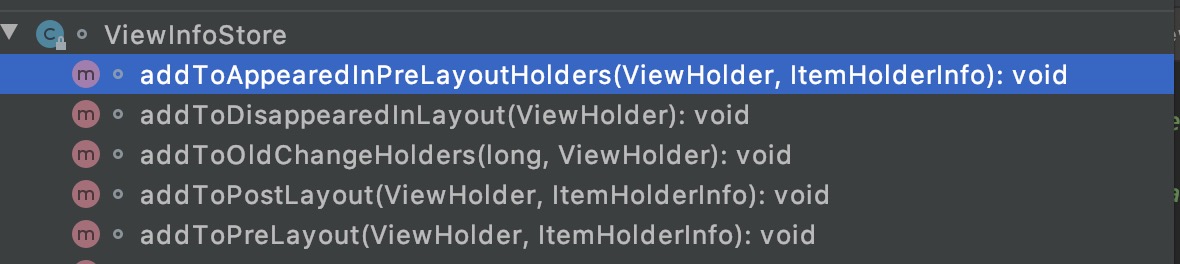 ViewInfoStore
addToAppearedInPreLayoutHolders(ViewHolder, ItemHolderInfo): void
addToDisappearedInLayout(ViewHolder): void
addToOldChangeHolders(long, ViewHolder): void
addToPostLayout(ViewHolder, ItemHolderInfo): void
addToPreLayout(ViewHolder, ItemHolderInfo): void